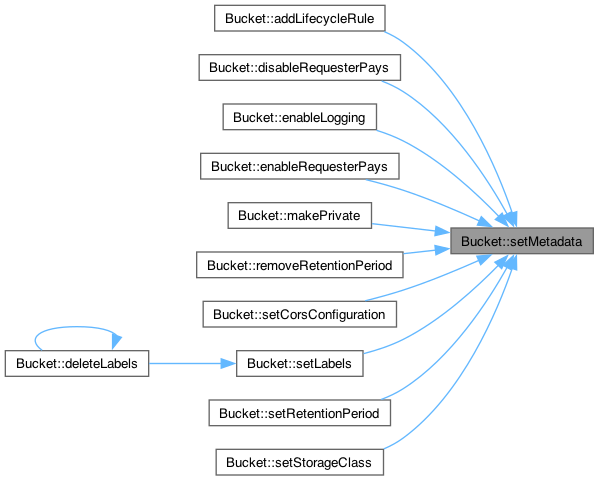 Bucket::addLifecycleRule
Bucket::disableRequesterPays
Bucket::enableLogging
Bucket::enableRequesterPays
Bucket::makePrivate
Bucket::setMetadata
Bucket::removeRetentionPeriod
Bucket::setCorsConfiguration
Bucket::deleteLabels
Bucket::setLabels
Bucket::setRetentionPeriod
Bucket::setStorageClass